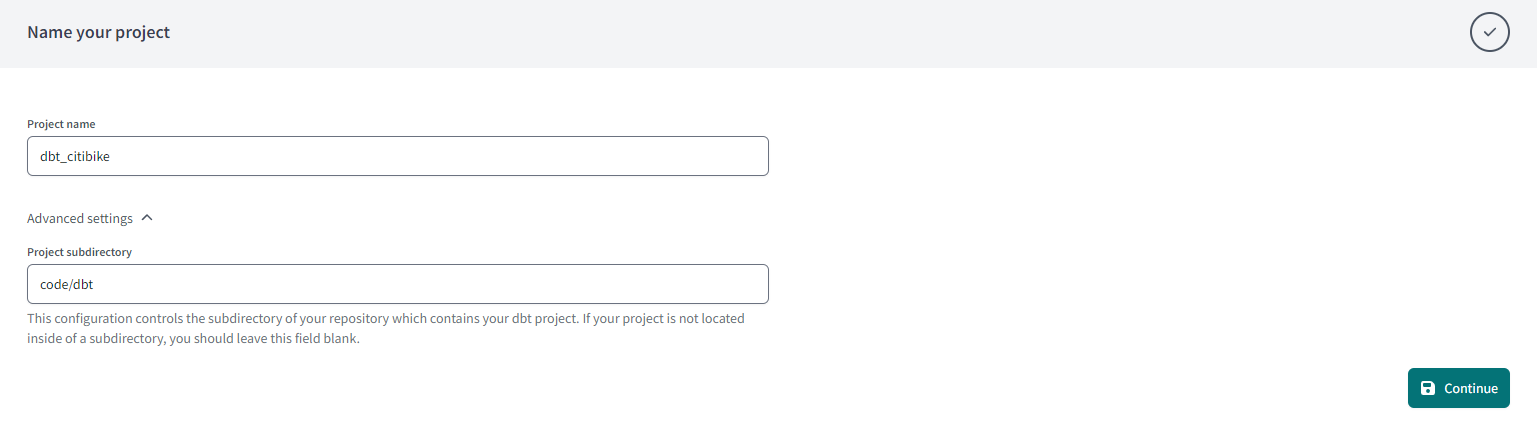 Name your project
Project name
dbt_citibike
Advanced settings
Project subdirectory
code/dbt
This configuration controls the subdirectory of your repository which contains your dbt project. If your project is not located
inside of a subdirectory, you should leave this field blank.
Continue